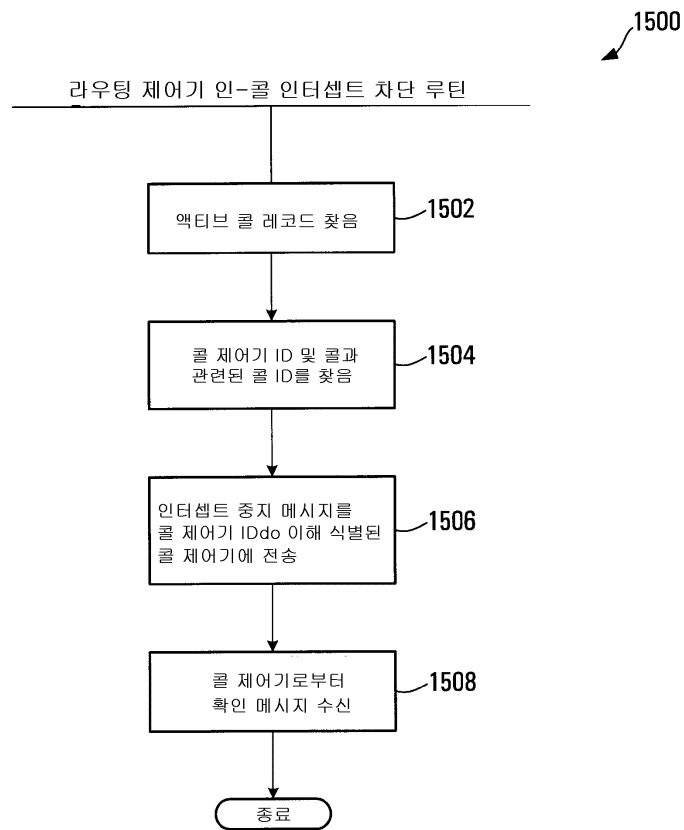 1500
라우팅 제어기 인-콜 인터셉트 차단 루틴
액티브 콜 레코드 찾음
1502
콜 제어기 ID 및 콜과
관련된 콜 ID를 찾음
1504
인터셉트 중지 메시지를
콜 제어기 IDdo 이해 식별된
콜 제어기에 전송
1506
콜 제어기로부터
확인 메시지 수신
1508
종료